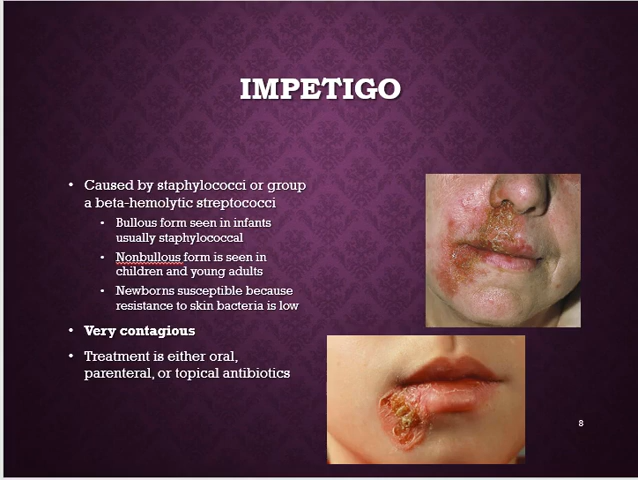 IMPETIGO
• Caused by staphylococci or group
a beta-hemolytic streptococci
• Bullous form seen in infants
usually staphylococcal
• Nonbullous form is seen in
children and young adults
• Newborns susceptible because
resistance to skin bacteria is low
• Very contagious
• Treatment is either oral,
parenteral, or topical antibiotics
8